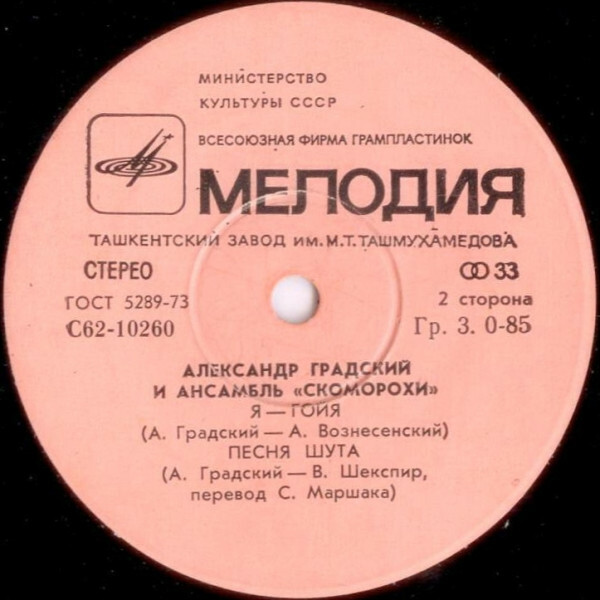 МИНИСТЕРСТВО
КУЛЬТУРЫ СССР
ВСЕСОЮЗНАЯ ФИРМА ГРАМПЛАСТИНОК
МЕЛОДИЯ
ТАШКЕНТСКИЙ ЗАВОД ИМ. М.Т.ТАШМУХАМЕДОВА
СТЕРЕО 33
ГОСТ 5289-73 2 сторона
С62-10260 Гр. 3. 0-85
АЛЕКСАНДР ГРАДСКИЙ
И АНСАМБЛЬ «СКОМОРОХИ»
Я — ГОЙЯ
(А. Градский — А. Вознесенский)
ПЕСНЯ ШУТА
(А. Градский — В. Шекспир,
перевод С. Маршака)